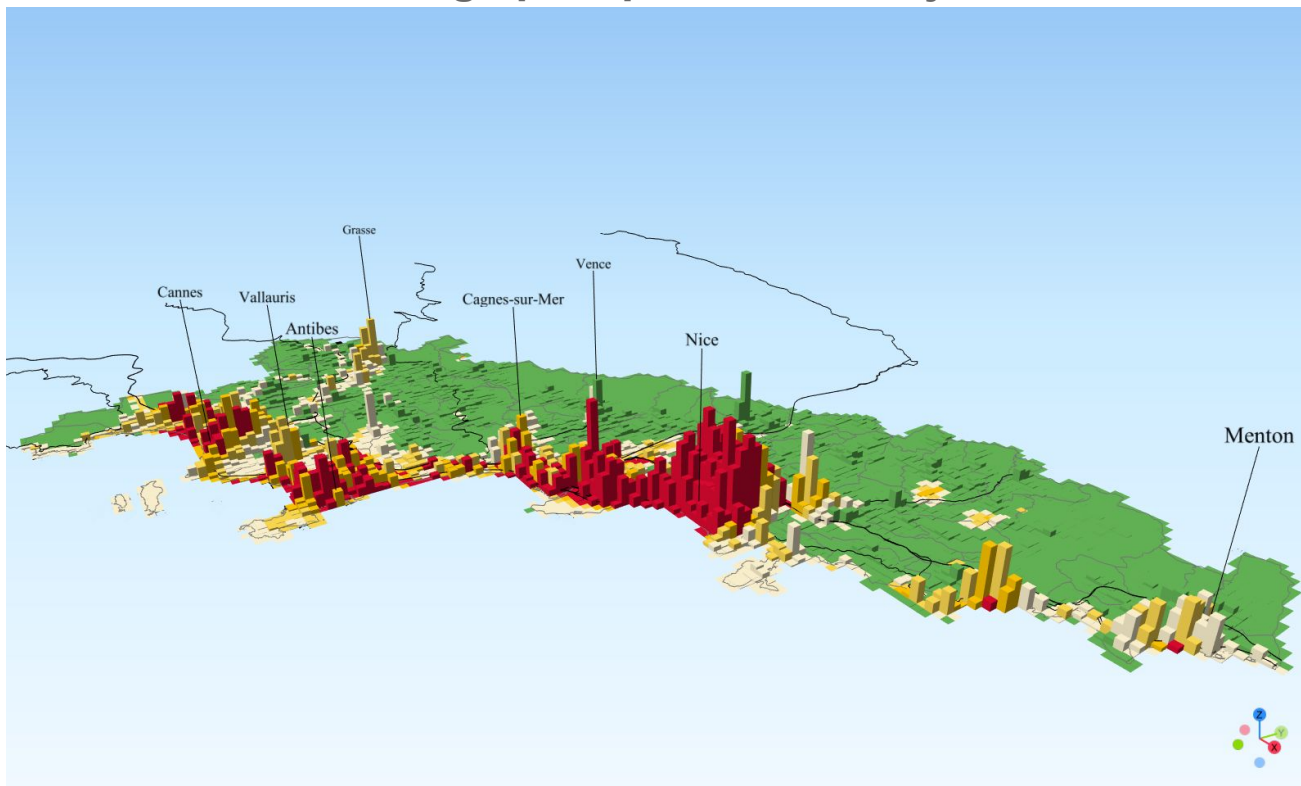 Grasse
Vence
Cannes
Vallauris
Cagnes-sur-Mer
Antibes
Nice
Menton
Z
Y
X